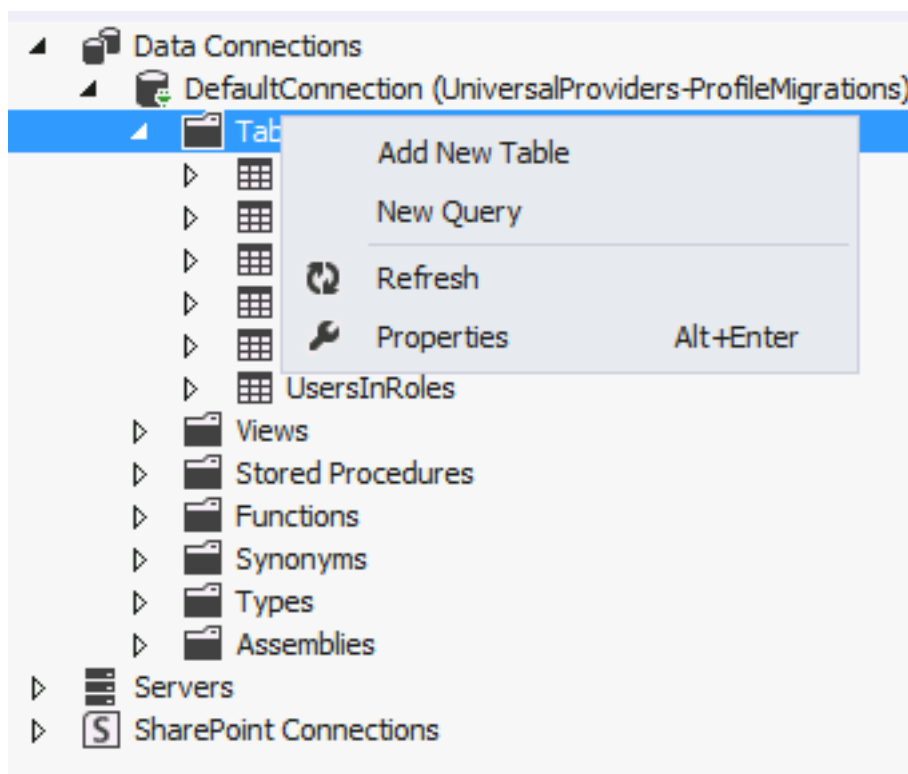 Data Connections
DefaultConnection (UniversalProviders-ProfileMigrations)
Tab
Add New Table
New Query
Refresh
Properties Alt+Enter
UsersInRoles
Views
Stored Procedures
Functions
Synonyms
Types
Assemblies
Servers
SharePoint Connections